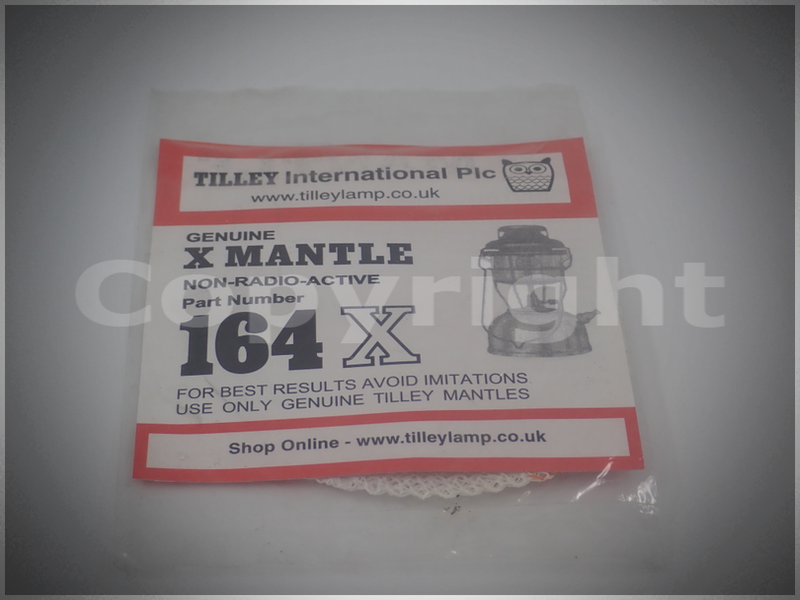 TILLEY International Plc
www.tilleylamp.co.uk
GENUINE
X MANTLE
NON-RADIO-ACTIVE
Part Number
164 X
FOR BEST RESULTS AVOID IMITATIONS
USE ONLY GENUINE TILLEY MANTLES
Shop Online - www.tilleylamp.co.uk
Copyright